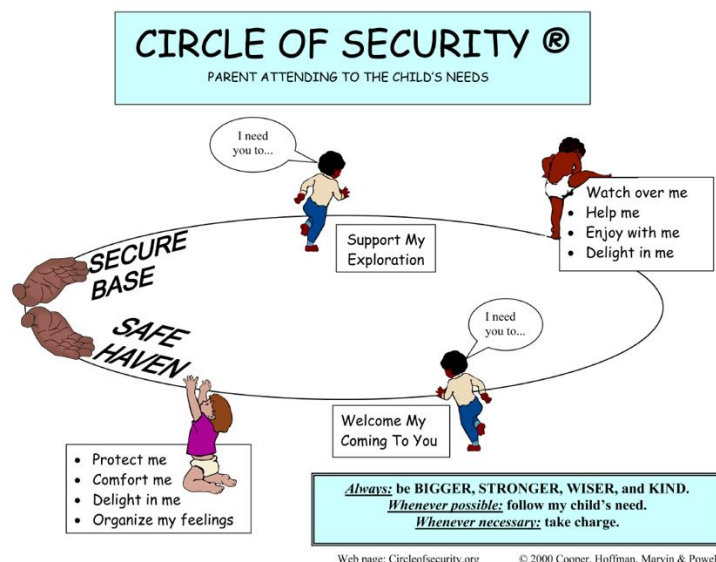 CIRCLE OF SECURITY ®
PARENT ATTENDING TO THE CHILD'S NEEDS
I need
you to...
Support My
Exploration
• Watch over me
• Help me
• Enjoy with me
• Delight in me
SECURE
BASE
SAFE
HAVEN
I need
you to...
Welcome My
Coming To You
• Protect me
• Comfort me
• Delight in me
• Organize my feelings
Always: be BIGGER, STRONGER, WISER, and KIND.
Whenever possible: follow my child's need.
Whenever necessary: take charge.
Web page: Circleofsecurity.org © 2000 Cooper, Hoffman, Marvin & Powell